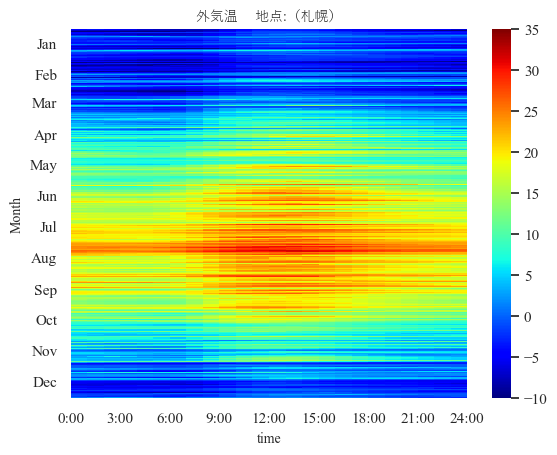 外気温　地点:（札幌）
Jan
Feb
Mar
Apr
May
Jun
Jul
Aug
Sep
Oct
Nov
Dec
Month
0:00 3:00 6:00 9:00 12:00 15:00 18:00 21:00 24:00
time
35
30
25
20
15
10
5
0
−5
−10